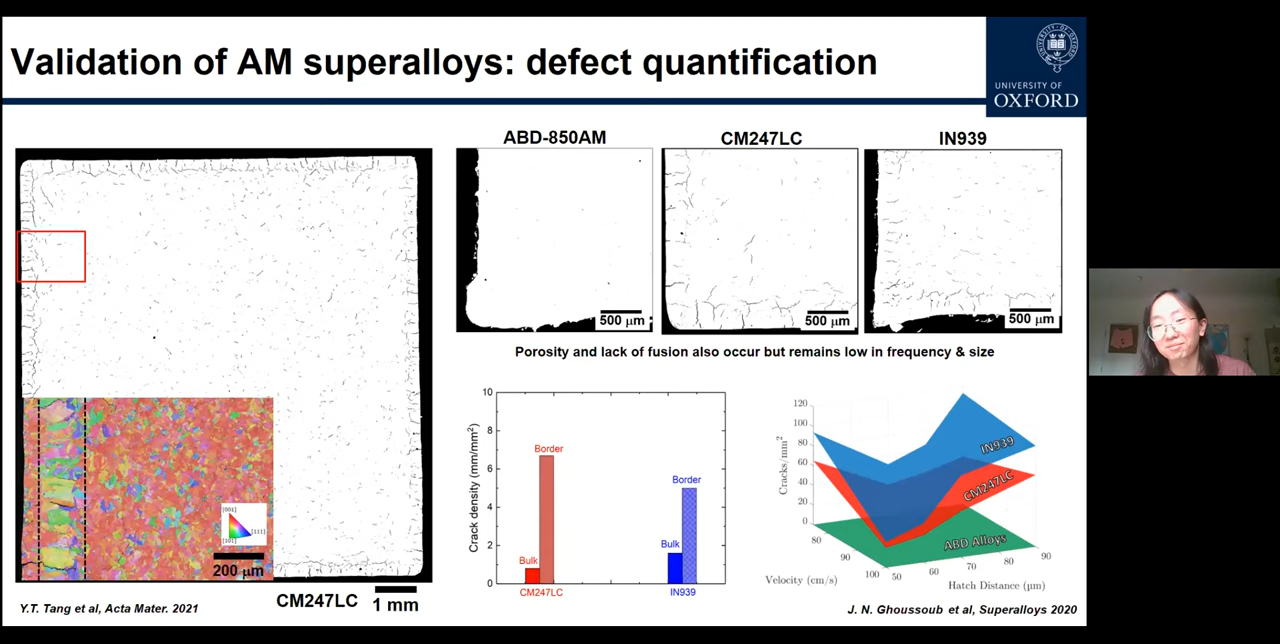 Validation of AM superalloys: defect quantification
UNIVERSITY OF
OXFORD
ABD-850AM
CM247LC
IN939
500 μm
500 μm
500 μm
Porosity and lack of fusion also occur but remains low in frequency & size
[001]
[111]
[101]
200 μm
CM247LC
1 mm
Y.T. Tang et al, Acta Mater. 2021
Crack density (mm/mm²)
10
8
6
4
2
0
Bulk
Border
Bulk
Border
CM247LC
IN939
Cracks/mm²
120
100
80
60
40
20
0
IN939
CM247LC
ABD Alloys
80
90
100
Velocity (cm/s)
50
60
70
80
90
Hatch Distance (μm)
J. N. Ghoussoub et al, Superalloys 2020